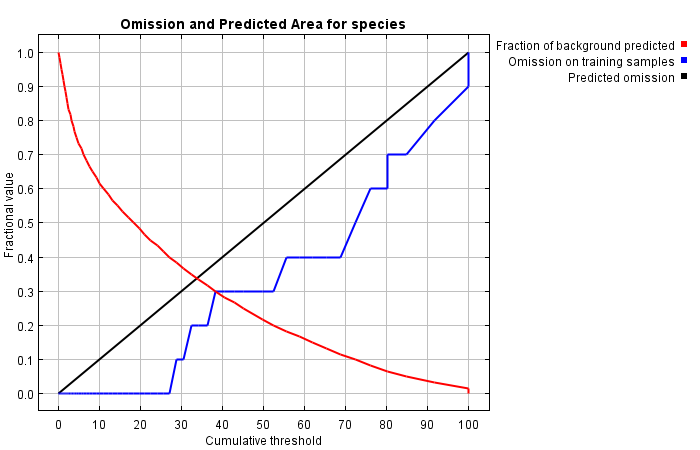 Omission and Predicted Area for species
Fraction of background predicted
Omission on training samples
Predicted omission
Fractional value
1.0
0.9
0.8
0.7
0.6
0.5
0.4
0.3
0.2
0.1
0.0
0 10 20 30 40 50 60 70 80 90 100
Cumulative threshold